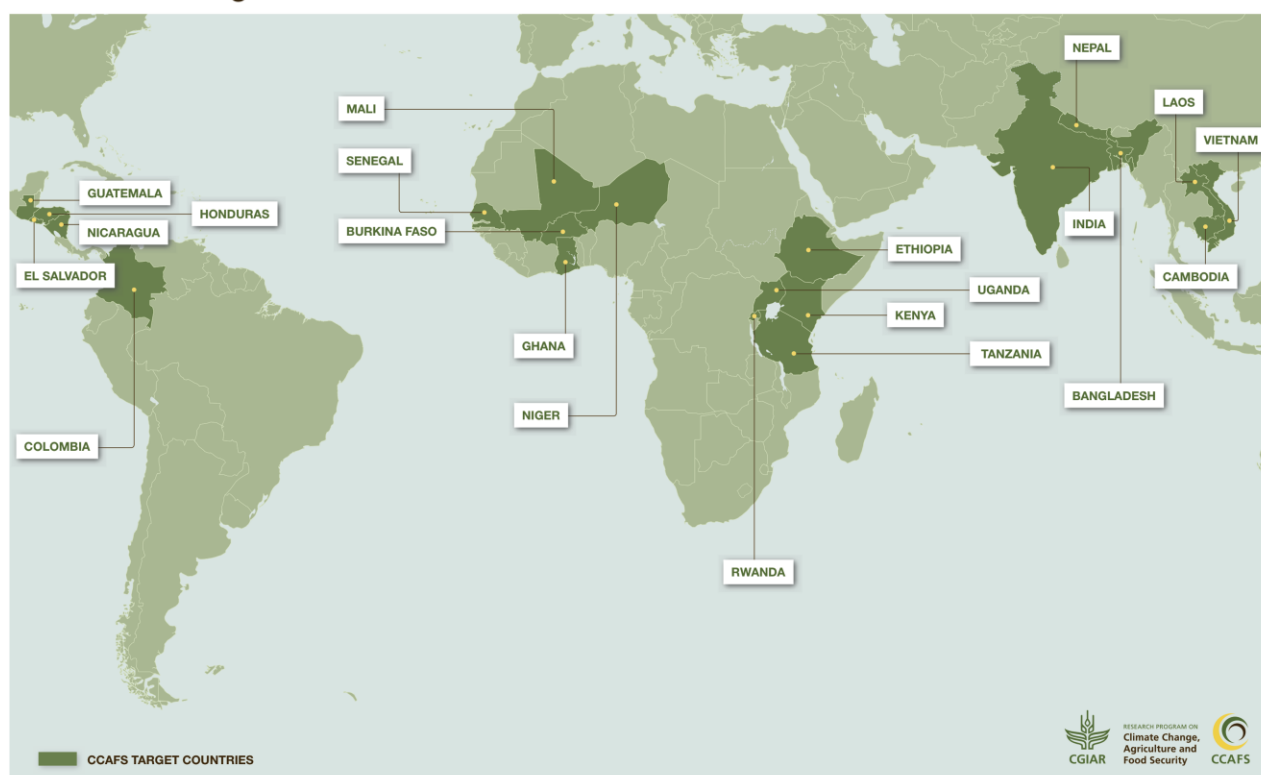 NEPAL
MALI
LAOS
VIETNAM
SENEGAL
GUATEMALA
HONDURAS
NICARAGUA
BURKINA FASO
INDIA
ETHIOPIA
EL SALVADOR
CAMBODIA
UGANDA
KENYA
GHANA
TANZANIA
BANGLADESH
NIGER
COLOMBIA
RWANDA
CCAFS TARGET COUNTRIES
CGIAR
RESEARCH PROGRAM ON
Climate Change,
Agriculture and
Food Security
CCAFS